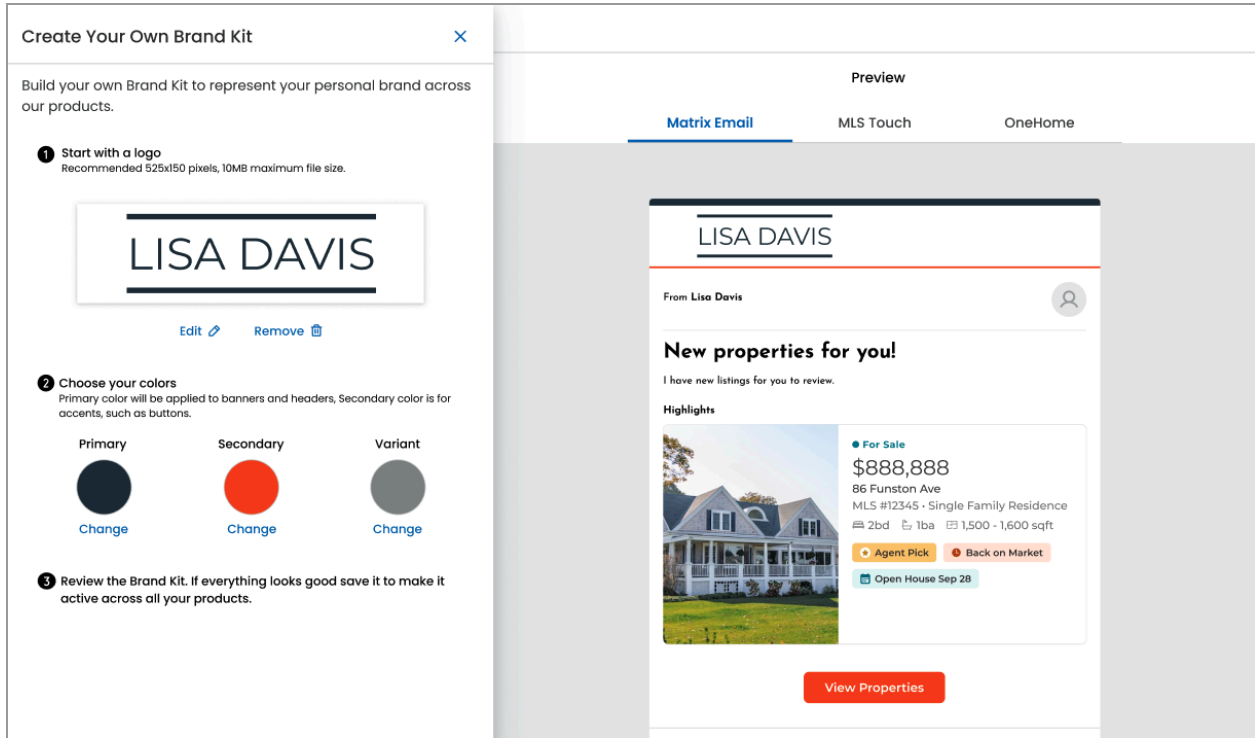 Create Your Own Brand Kit
Build your own Brand Kit to represent your personal brand across
our products.
1 Start with a logo
Recommended 525x150 pixels, 10MB maximum file size.
LISA DAVIS
Edit
Remove
2 Choose your colors
Primary color will be applied to banners and headers, Secondary color is for
accents, such as buttons.
Primary
Secondary
Variant
Change
Change
Change
3 Review the Brand Kit. If everything looks good save it to make it
active across all your products.
Preview
Matrix Email
MLS Touch
OneHome
LISA DAVIS
From Lisa Davis
New properties for you!
I have new listings for you to review.
Highlights
For Sale
$888,888
86 Funston Ave
MLS #12345 · Single Family Residence
2bd 1ba 1,500 - 1,600 sqft
Agent Pick
Back on Market
Open House Sep 28
View Properties